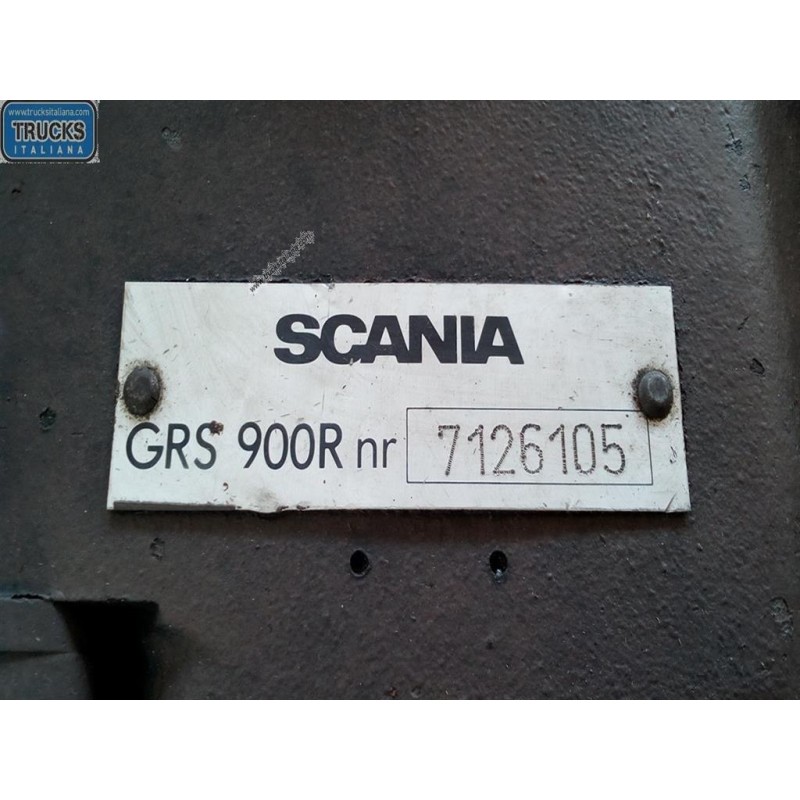 www.trucksitaliana.com
TRUCKS
ITALIANA
SCANIA
GRS 900R nr 7126105